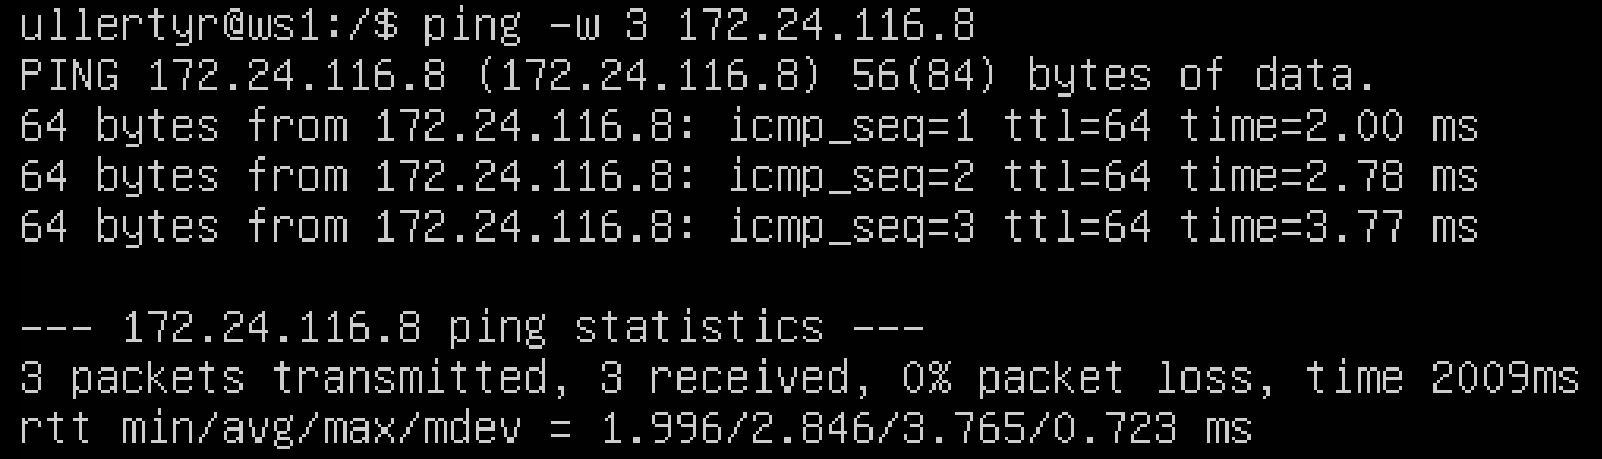 ullertyr@ws1:/$ ping -w 3 172.24.116.8
PING 172.24.116.8 (172.24.116.8) 56(84) bytes of data.
64 bytes from 172.24.116.8: icmp_seq=1 ttl=64 time=2.00 ms
64 bytes from 172.24.116.8: icmp_seq=2 ttl=64 time=2.78 ms
64 bytes from 172.24.116.8: icmp_seq=3 ttl=64 time=3.77 ms
--- 172.24.116.8 ping statistics ---
3 packets transmitted, 3 received, 0% packet loss, time 2009ms
rtt min/avg/max/mdev = 1.996/2.846/3.765/0.723 ms